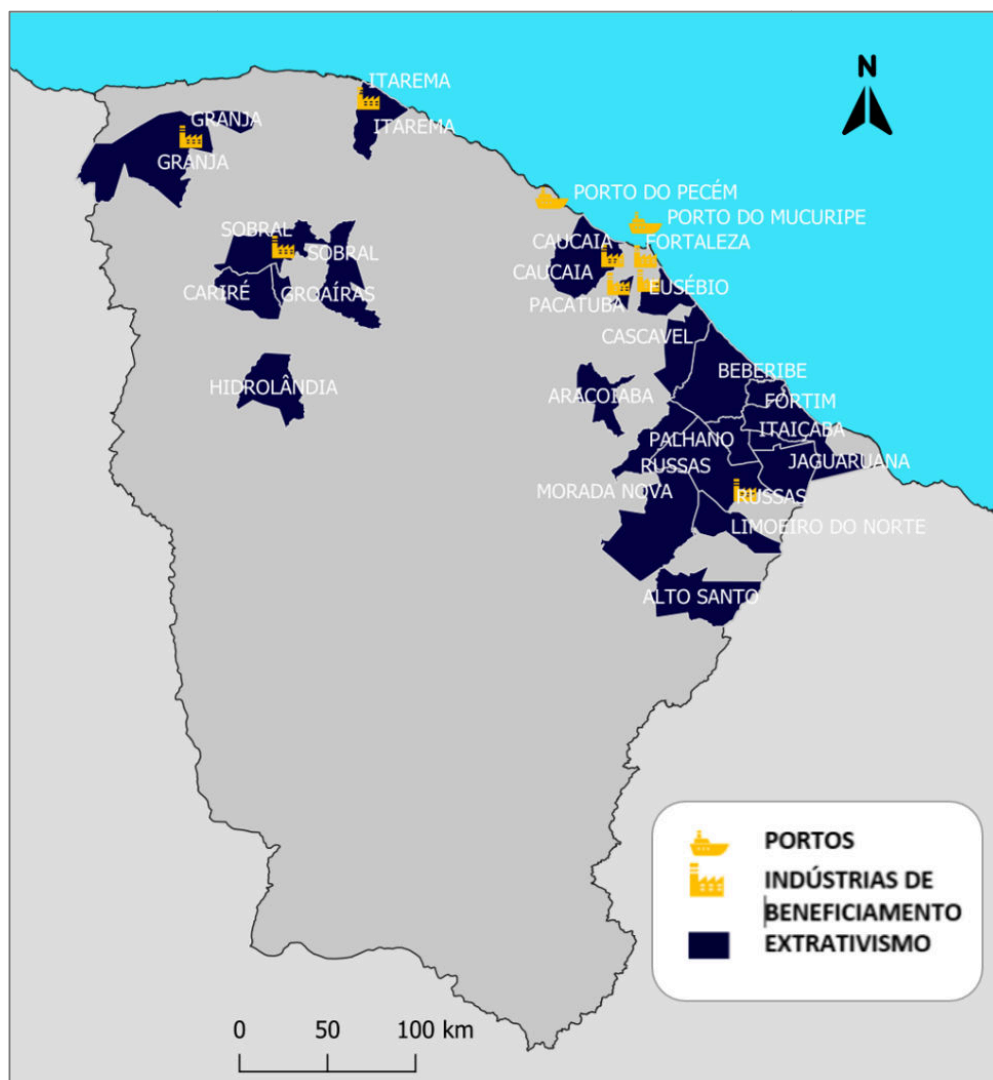 ITAREMA
N
GRANJA
ITAREMA
GRANJA
PORTO DO PECÉM
PORTO DO MUCURIPE
SOBRAL
CAUCAIA
FORTALEZA
SOBRAL
CAUCAIA
CARIRÉ
GROAÍRAS
EUSÉBIO
PACATUBA
CASCAVEL
BEBERIBE
HIDROLÂNDIA
ARACOIABA
FORTIM
ITAIÇABA
PALHANO
JAGUARUANA
RUSSAS
MORADA NOVA
RUSSAS
LIMOEIRO DO NORTE
ALTO SANTO
PORTOS
INDÚSTRIAS DE
BENEFICIAMENTO
EXTRATIVISMO
0 50 100 km